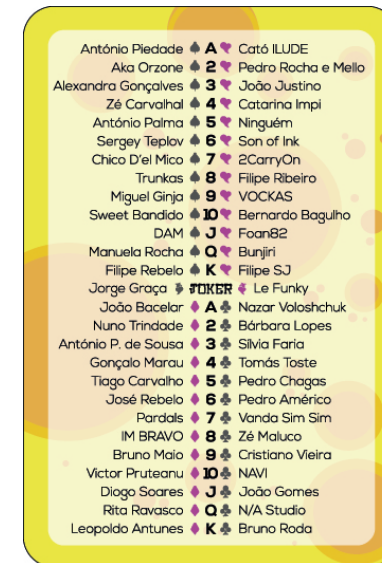 António Piedade ♠ A ♥ Cató ILUDE
Aka Orzone ♠ 2 ♥ Pedro Rocha e Mello
Alexandra Gonçalves ♠ 3 ♥ João Justino
Zé Carvalhal ♠ 4 ♥ Catarina Impi
António Palma ♠ 5 ♥ Ninguém
Sergey Teplov ♠ 6 ♥ Son of Ink
Chico D'el Mico ♠ 7 ♥ 2CarryOn
Trunkas ♠ 8 ♥ Filipe Ribeiro
Miguel Ginja ♠ 9 ♥ VOCKAS
Sweet Bandido ♠ 10 ♥ Bernardo Bagulho
DAM ♠ J ♥ Foan82
Manuela Rocha ♠ Q ♥ Bunjiri
Filipe Rebelo ♠ K ♥ Filipe SJ
Jorge Graça JOKER Le Funky
João Bacelar ♦ A ♣ Nazar Voloshchuk
Nuno Trindade ♦ 2 ♣ Bárbara Lopes
António P. de Sousa ♦ 3 ♣ Sílvia Faria
Gonçalo Marau ♦ 4 ♣ Tomás Toste
Tiago Carvalho ♦ 5 ♣ Pedro Chagas
José Rebelo ♦ 6 ♣ Pedro Américo
Pardals ♦ 7 ♣ Vanda Sim Sim
IM BRAVO ♦ 8 ♣ Zé Maluco
Bruno Maio ♦ 9 ♣ Cristiano Vieira
Victor Pruteanu ♦ 10 ♣ NAVI
Diogo Soares ♦ J ♣ João Gomes
Rita Ravasco ♦ Q ♣ N/A Studio
Leopoldo Antunes ♦ K ♣ Bruno Roda